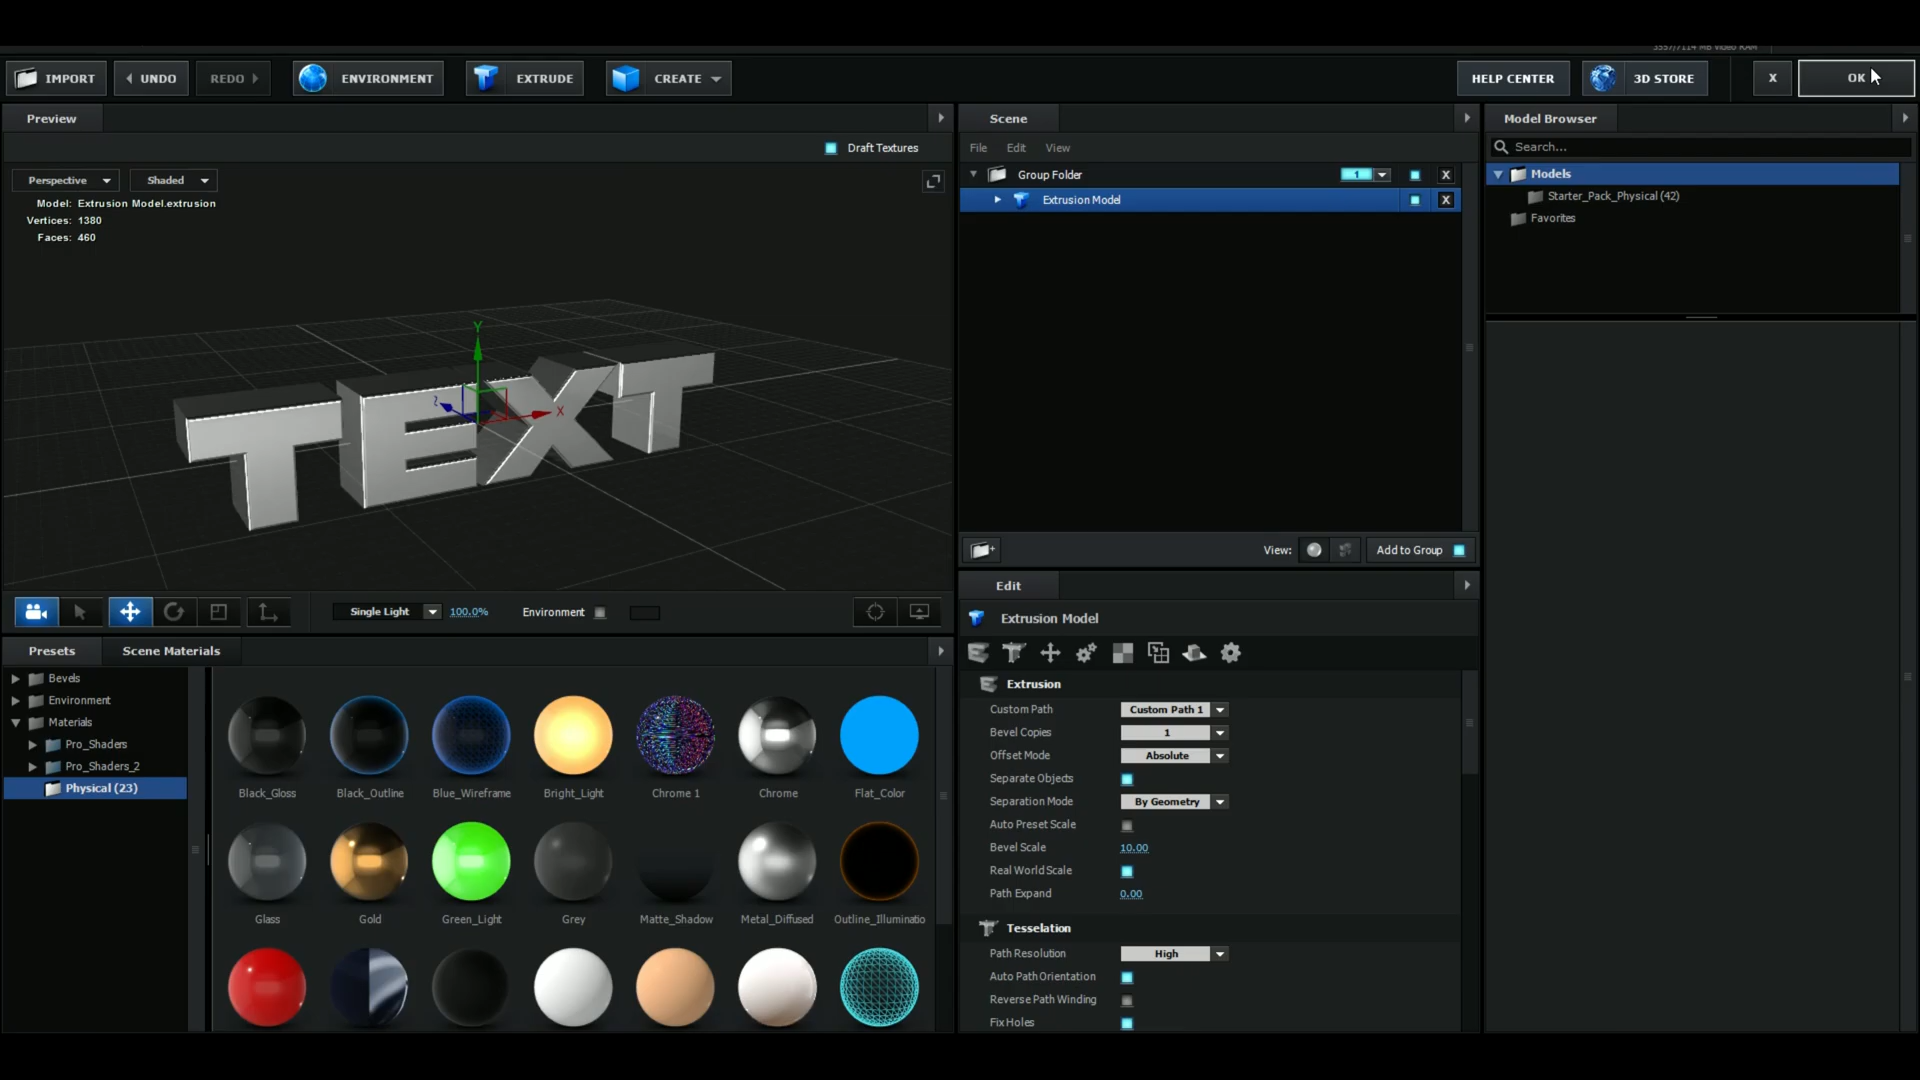 3557/7114 MB Video RAM
IMPORT
UNDO
REDO
ENVIRONMENT
EXTRUDE
CREATE
HELP CENTER
3D STORE
X
OK
Preview
Draft Textures
Perspective
Shaded
Model: Extrusion Model.extrusion
Vertices: 1380
Faces: 460
TEXT
Y
Z
X
Single Light
100.0%
Environment
Scene
File
Edit
View
Group Folder
1
X
Extrusion Model
X
View:
Add to Group
Model Browser
Search...
Models
Starter_Pack_Physical (42)
Favorites
Presets
Scene Materials
Bevels
Environment
Materials
Pro_Shaders
Pro_Shaders_2
Physical (23)
Black_Gloss
Black_Outline
Blue_Wireframe
Bright_Light
Chrome 1
Chrome
Flat_Color
Glass
Gold
Green_Light
Grey
Matte_Shadow
Metal_Diffused
Outline_Illuminatio
Edit
Extrusion Model
Extrusion
Custom Path
Custom Path 1
Bevel Copies
1
Offset Mode
Absolute
Separate Objects
Separation Mode
By Geometry
Auto Preset Scale
Bevel Scale
10.00
Real World Scale
Path Expand
0.00
Tesselation
Path Resolution
High
Auto Path Orientation
Reverse Path Winding
Fix Holes